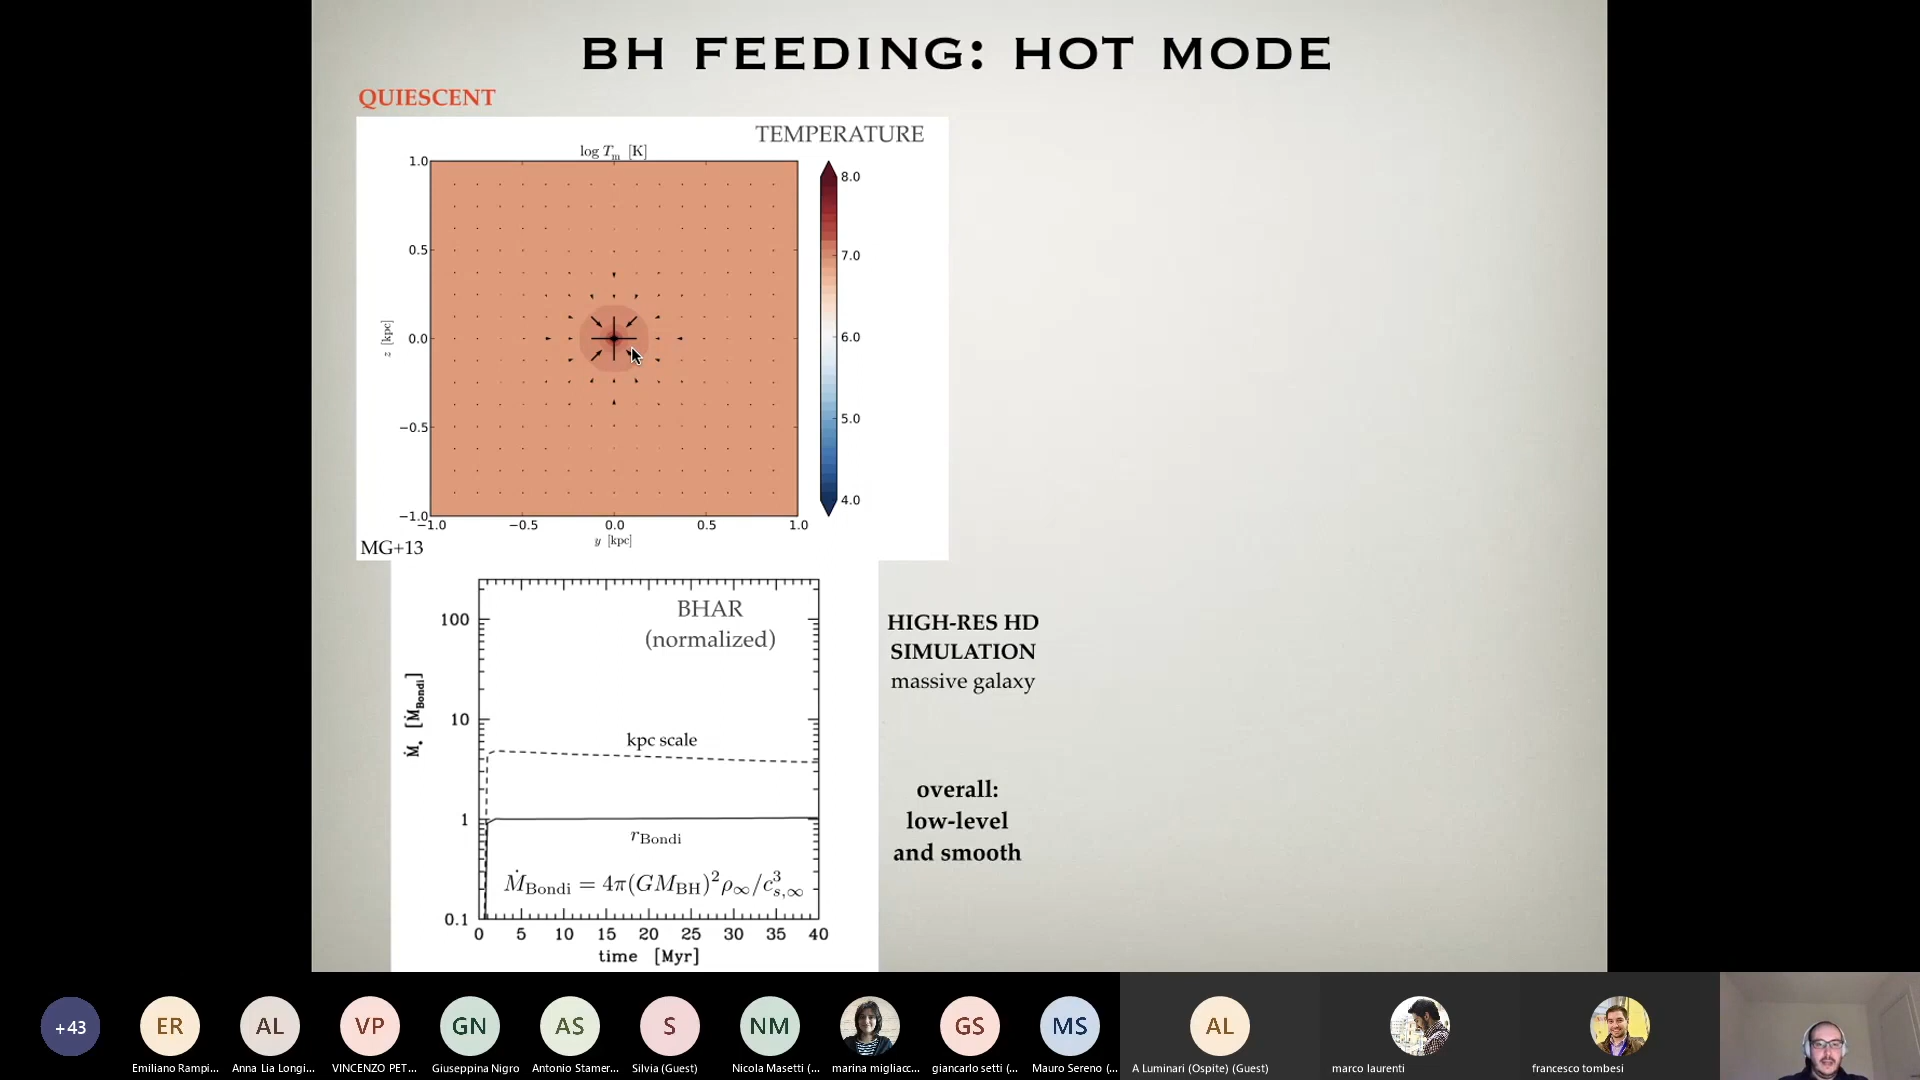 BH FEEDING: HOT MODE
QUIESCENT
TEMPERATURE
log T_m [K]
1.0
0.5
0.0
−0.5
−1.0
z [kpc]
−1.0 −0.5 0.0 0.5 1.0
y [kpc]
8.0
7.0
6.0
5.0
4.0
MG+13
BHAR
(normalized)
100
10
1
0.1
Ṁ• [Ṁ_Bondi]
kpc scale
r_Bondi
Ṁ_Bondi = 4π(GM_BH)²ρ_∞/c³_s,∞
0 5 10 15 20 25 30 35 40
time [Myr]
HIGH-RES HD
SIMULATION
massive galaxy
overall:
low-level
and smooth
+43
ER
AL
VP
GN
AS
S
NM
GS
MS
AL
Emiliano Rampi...
Anna Lia Longi...
VINCENZO PET...
Giuseppina Nigro
Antonio Stamer...
Silvia (Guest)
Nicola Masetti (...
marina migliacc...
giancarlo setti (...
Mauro Sereno (...
A Luminari (Ospite) (Guest)
marco laurenti
francesco tombesi